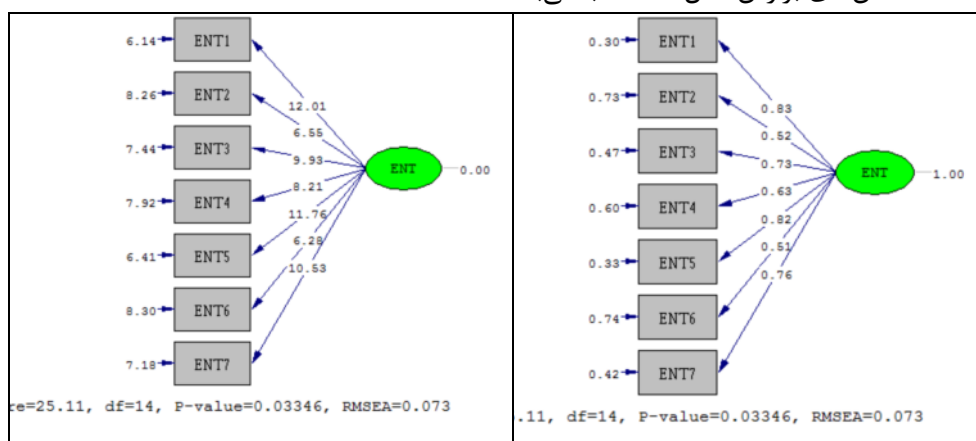 6.14 ENT1
12.01
8.26 ENT2
6.55
7.44 ENT3
9.93
ENT 0.00
8.21
7.92 ENT4
11.76
6.28
6.41 ENT5
10.53
8.30 ENT6
7.18 ENT7
re=25.11, df=14, P-value=0.03346, RMSEA=0.073
0.30 ENT1
0.83
0.73 ENT2
0.52
0.47 ENT3
0.73
ENT 1.00
0.63
0.60 ENT4
0.82
0.51
0.33 ENT5
0.76
0.74 ENT6
0.42 ENT7
.11, df=14, P-value=0.03346, RMSEA=0.073